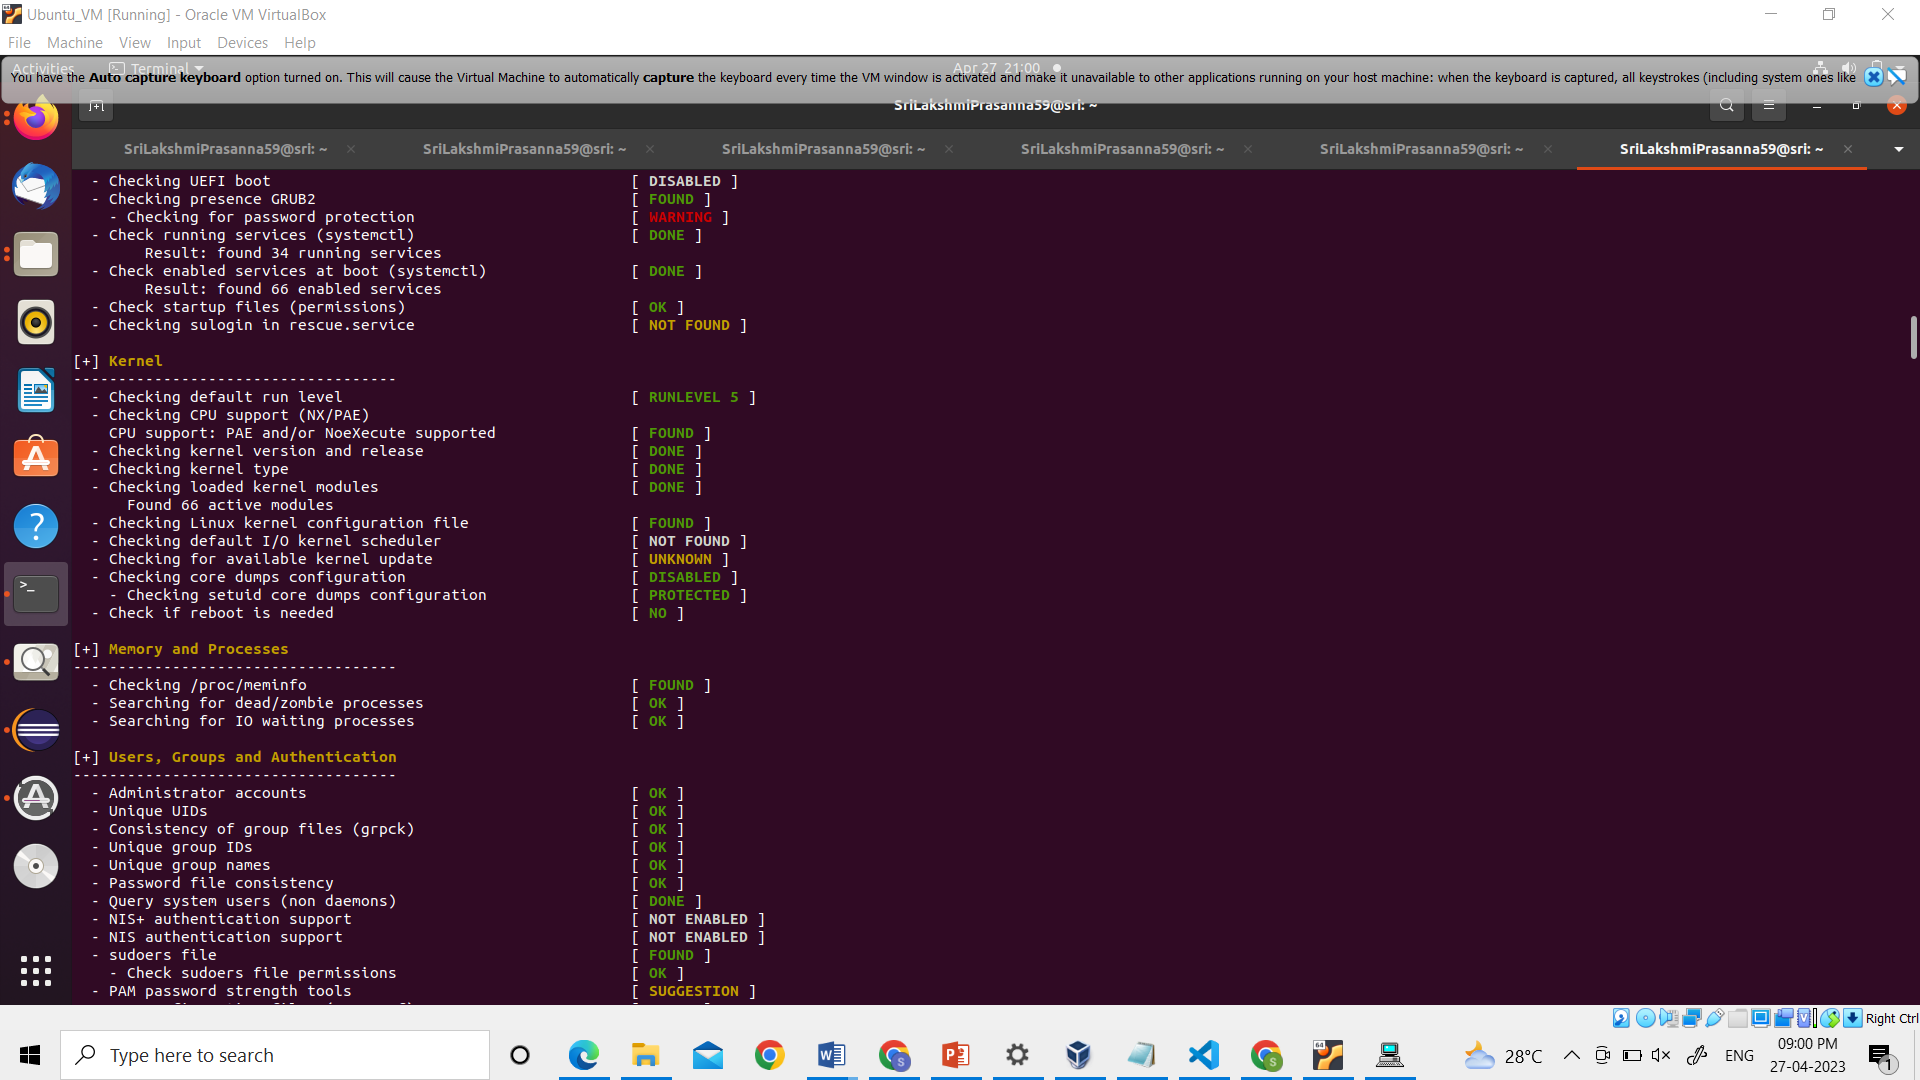 Ubuntu_VM [Running] - Oracle VM VirtualBox
File Machine View Input Devices Help
Activities Terminal Apr 27 21:00
You have the Auto capture keyboard option turned on. This will cause the Virtual Machine to automatically capture the keyboard every time the VM window is activated and make it unavailable to other applications running on your host machine: when the keyboard is captured, all keystrokes (including system ones like
SriLakshmiPrasanna59@sri: ~
SriLakshmiPrasanna59@sri: ~ SriLakshmiPrasanna59@sri: ~ SriLakshmiPrasanna59@sri: ~ SriLakshmiPrasanna59@sri: ~ SriLakshmiPrasanna59@sri: ~ SriLakshmiPrasanna59@sri: ~
- Checking UEFI boot [ DISABLED ]
- Checking presence GRUB2 [ FOUND ]
- Checking for password protection [ WARNING ]
- Check running services (systemctl) [ DONE ]
Result: found 34 running services
- Check enabled services at boot (systemctl) [ DONE ]
Result: found 66 enabled services
- Check startup files (permissions) [ OK ]
- Checking sulogin in rescue.service [ NOT FOUND ]
[+] Kernel
------------------------------------
- Checking default run level [ RUNLEVEL 5 ]
- Checking CPU support (NX/PAE)
CPU support: PAE and/or NoeXecute supported [ FOUND ]
- Checking kernel version and release [ DONE ]
- Checking kernel type [ DONE ]
- Checking loaded kernel modules [ DONE ]
Found 66 active modules
- Checking Linux kernel configuration file [ FOUND ]
- Checking default I/O kernel scheduler [ NOT FOUND ]
- Checking for available kernel update [ UNKNOWN ]
- Checking core dumps configuration [ DISABLED ]
- Checking setuid core dumps configuration [ PROTECTED ]
- Check if reboot is needed [ NO ]
[+] Memory and Processes
------------------------------------
- Checking /proc/meminfo [ FOUND ]
- Searching for dead/zombie processes [ OK ]
- Searching for IO waiting processes [ OK ]
[+] Users, Groups and Authentication
------------------------------------
- Administrator accounts [ OK ]
- Unique UIDs [ OK ]
- Consistency of group files (grpck) [ OK ]
- Unique group IDs [ OK ]
- Unique group names [ OK ]
- Password file consistency [ OK ]
- Query system users (non daemons) [ DONE ]
- NIS+ authentication support [ NOT ENABLED ]
- NIS authentication support [ NOT ENABLED ]
- sudoers file [ FOUND ]
- Check sudoers file permissions [ OK ]
- PAM password strength tools [ SUGGESTION ]
Right Ctrl
Type here to search
28°C
ENG
09:00 PM
27-04-2023
1